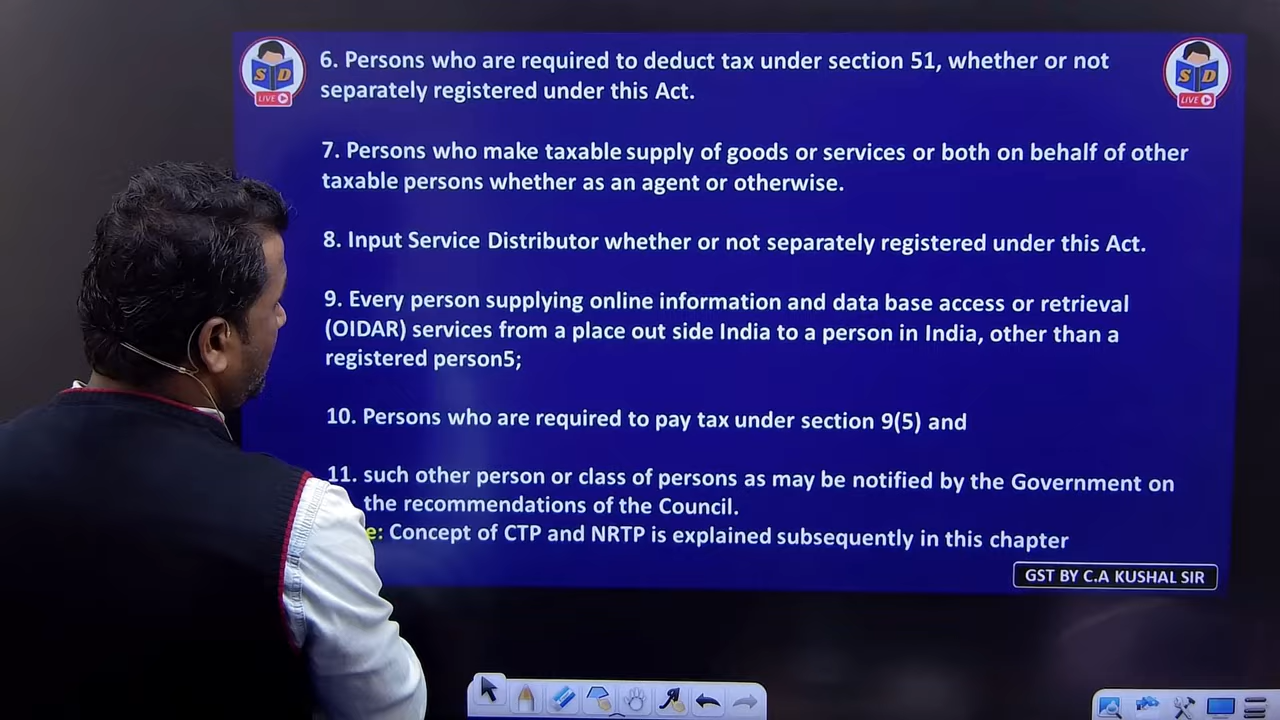 S D
LIVE
S D
LIVE
6. Persons who are required to deduct tax under section 51, whether or not
separately registered under this Act.
7. Persons who make taxable supply of goods or services or both on behalf of other
taxable persons whether as an agent or otherwise.
8. Input Service Distributor whether or not separately registered under this Act.
9. Every person supplying online information and data base access or retrieval
(OIDAR) services from a place out side India to a person in India, other than a
registered person5;
10. Persons who are required to pay tax under section 9(5) and
11. such other person or class of persons as may be notified by the Government on
the recommendations of the Council.
e: Concept of CTP and NRTP is explained subsequently in this chapter
GST BY C.A KUSHAL SIR